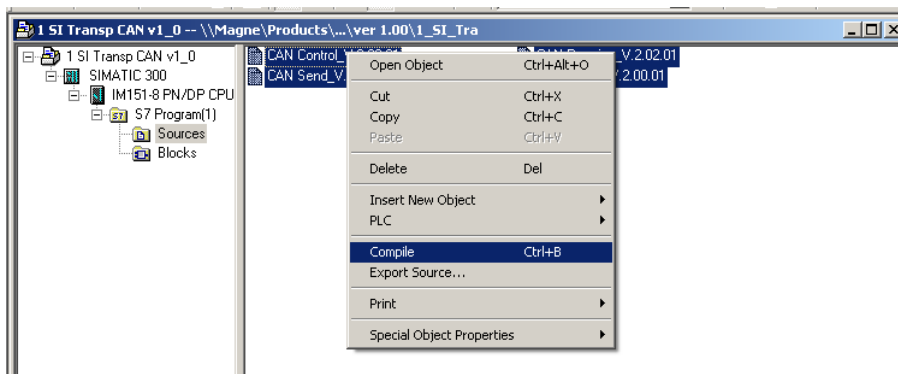 1 SI Transp CAN v1_0 -- \\Magne\Products\...\ver 1.00\1_SI_Tra
1 SI Transp CAN v1_0
SIMATIC 300
IM151-8 PN/DP CPU
S7 Program(1)
Sources
Blocks
CAN Control_
V.2.02.01
CAN Send_V.
.2.00.01
Open Object Ctrl+Alt+O
Cut Ctrl+X
Copy Ctrl+C
Paste Ctrl+V
Delete Del
Insert New Object
PLC
Compile Ctrl+B
Export Source...
Print
Special Object Properties